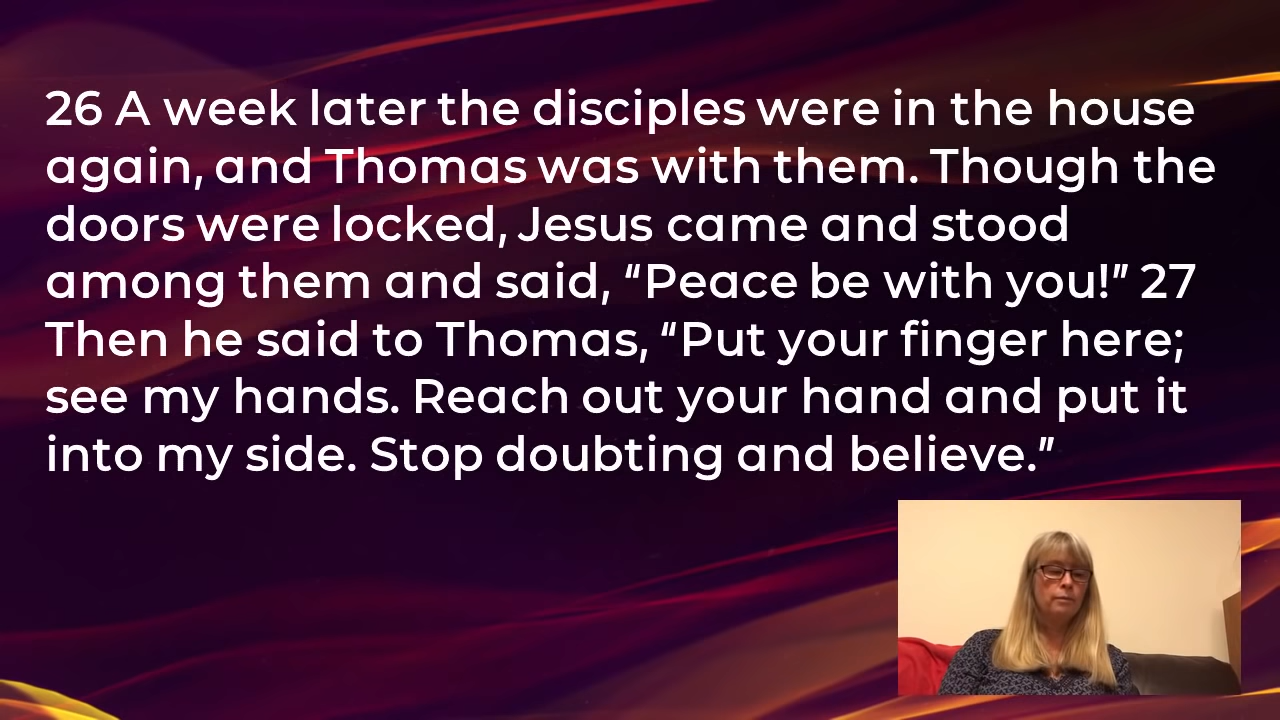 26 A week later the disciples were in the house
again, and Thomas was with them. Though the
doors were locked, Jesus came and stood
among them and said, “Peace be with you!” 27
Then he said to Thomas, “Put your finger here;
see my hands. Reach out your hand and put it
into my side. Stop doubting and believe.”